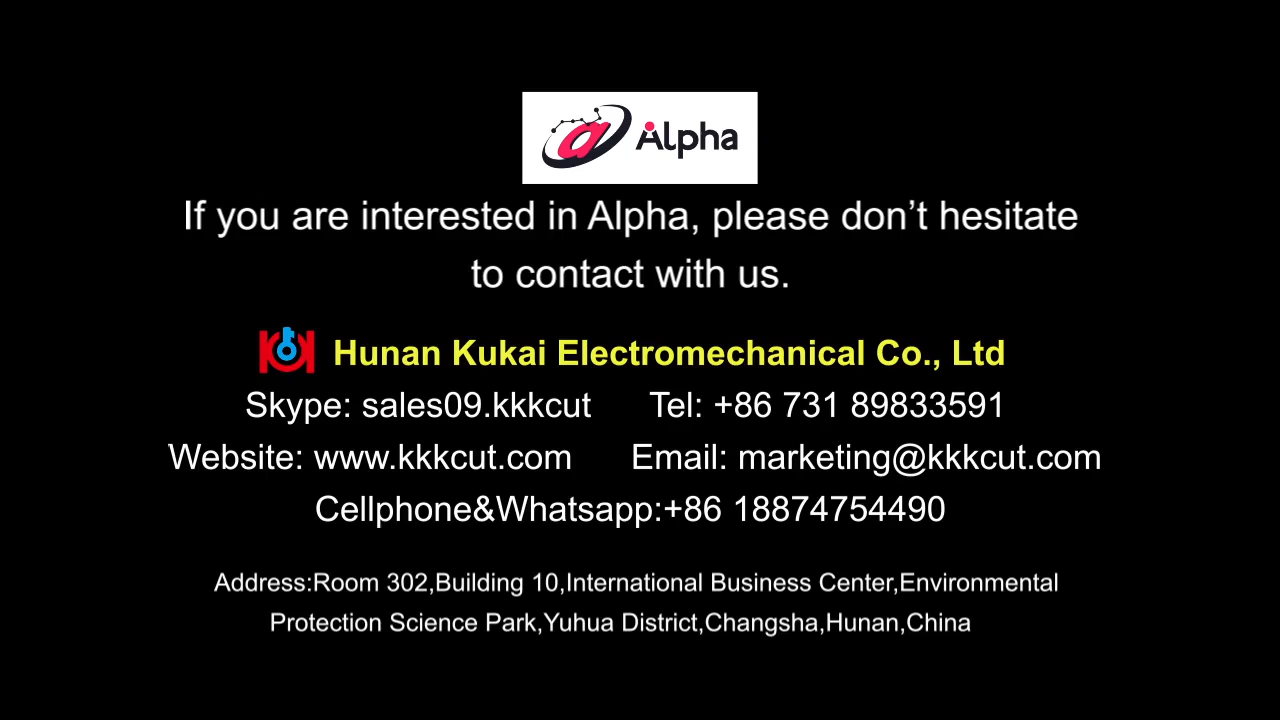 Alpha
If you are interested in Alpha, please don’t hesitate
to contact with us.
Hunan Kukai Electromechanical Co., Ltd
Skype: sales09.kkkcut Tel: +86 731 89833591
Website: www.kkkcut.com Email: marketing@kkkcut.com
Cellphone&Whatsapp:+86 18874754490
Address:Room 302,Building 10,International Business Center,Environmental
Protection Science Park,Yuhua District,Changsha,Hunan,China